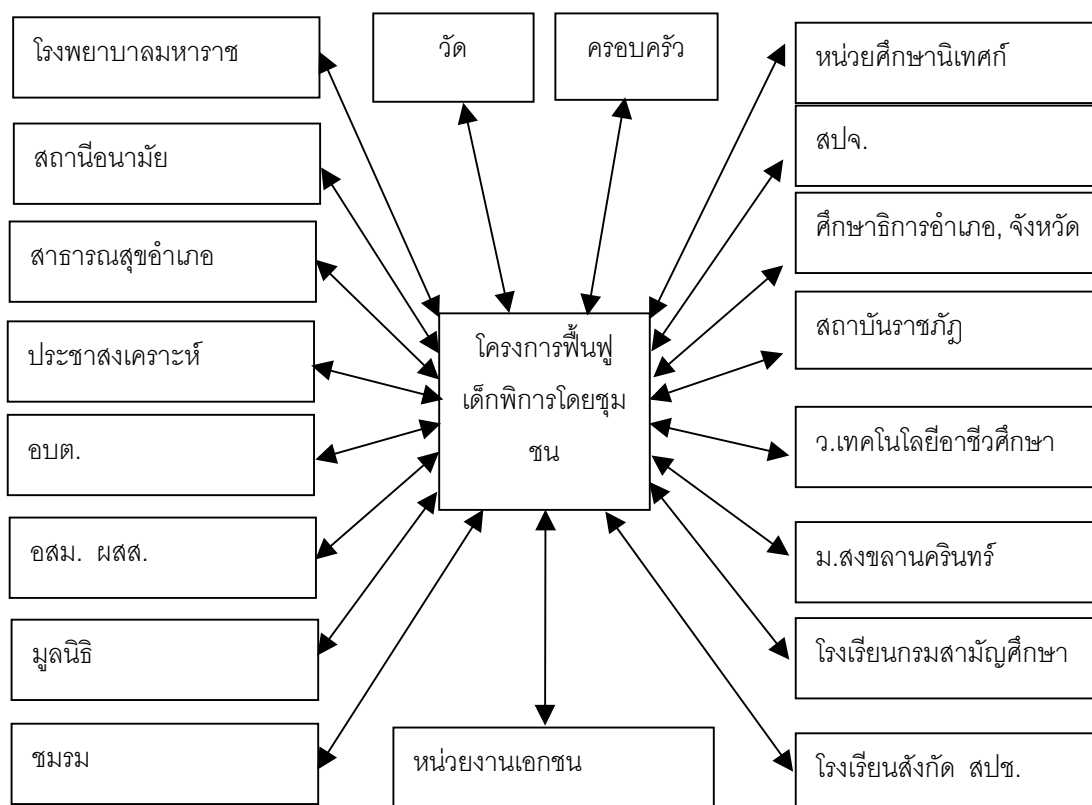 โรงพยาบาลมหาราช
วัด
ครอบครัว
หน่วยศึกษานิเทศก์
สถานีอนามัย
สปจ.
สาธารณสุขอำเภอ
ศึกษาธิการอำเภอ, จังหวัด
ประชาสงเคราะห์
โครงการฟื้นฟู
เด็กพิการโดยชุม
ชน
สถาบันราชภัฎ
อบต.
ว.เทคโนโลยีอาชีวศึกษา
อสม. ผสส.
ม.สงขลานครินทร์
มูลนิธิ
โรงเรียนกรมสามัญศึกษา
ชมรม
หน่วยงานเอกชน
โรงเรียนสังกัด สปช.